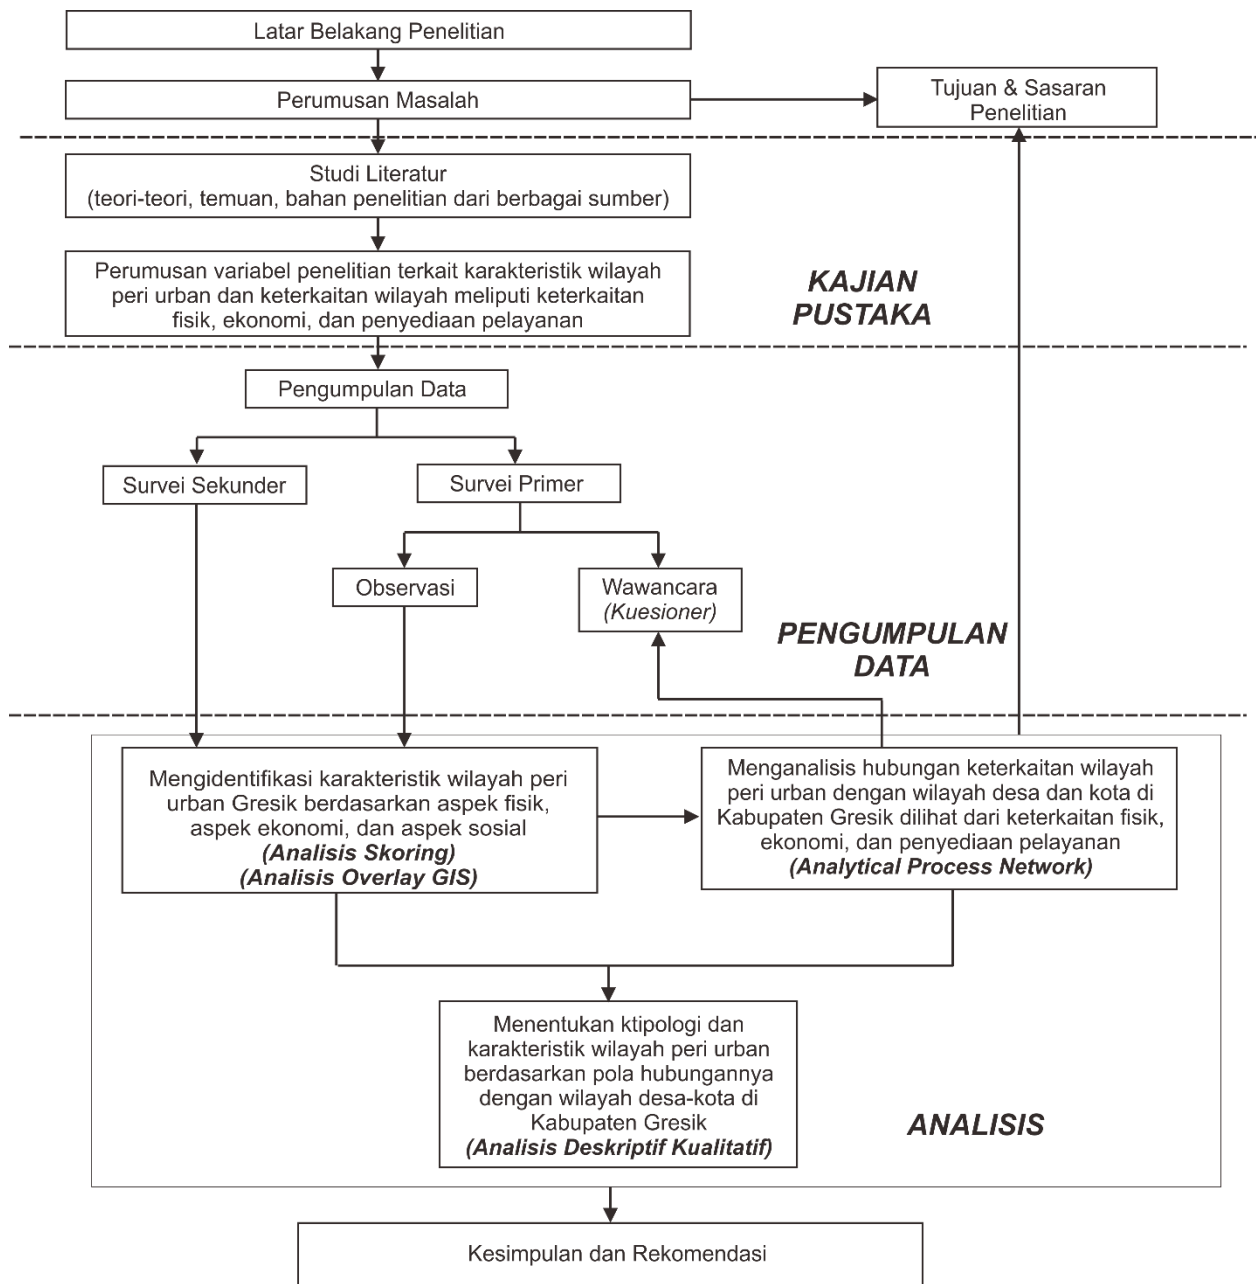 Latar Belakang Penelitian
Perumusan Masalah
Tujuan & Sasaran
Penelitian
Studi Literatur
(teori-teori, temuan, bahan penelitian dari berbagai sumber)
Perumusan variabel penelitian terkait karakteristik wilayah
peri urban dan keterkaitan wilayah meliputi keterkaitan
fisik, ekonomi, dan penyediaan pelayanan
KAJIAN
PUSTAKA
Pengumpulan Data
Survei Sekunder
Survei Primer
Observasi
Wawancara
(Kuesioner)
PENGUMPULAN
DATA
Mengidentifikasi karakteristik wilayah peri
urban Gresik berdasarkan aspek fisik,
aspek ekonomi, dan aspek sosial
(Analisis Skoring)
(Analisis Overlay GIS)
Menganalisis hubungan keterkaitan wilayah
peri urban dengan wilayah desa dan kota di
Kabupaten Gresik dilihat dari keterkaitan fisik,
ekonomi, dan penyediaan pelayanan
(Analytical Process Network)
Menentukan ktipologi dan
karakteristik wilayah peri urban
berdasarkan pola hubungannya
dengan wilayah desa-kota di
Kabupaten Gresik
(Analisis Deskriptif Kualitatif)
ANALISIS
Kesimpulan dan Rekomendasi